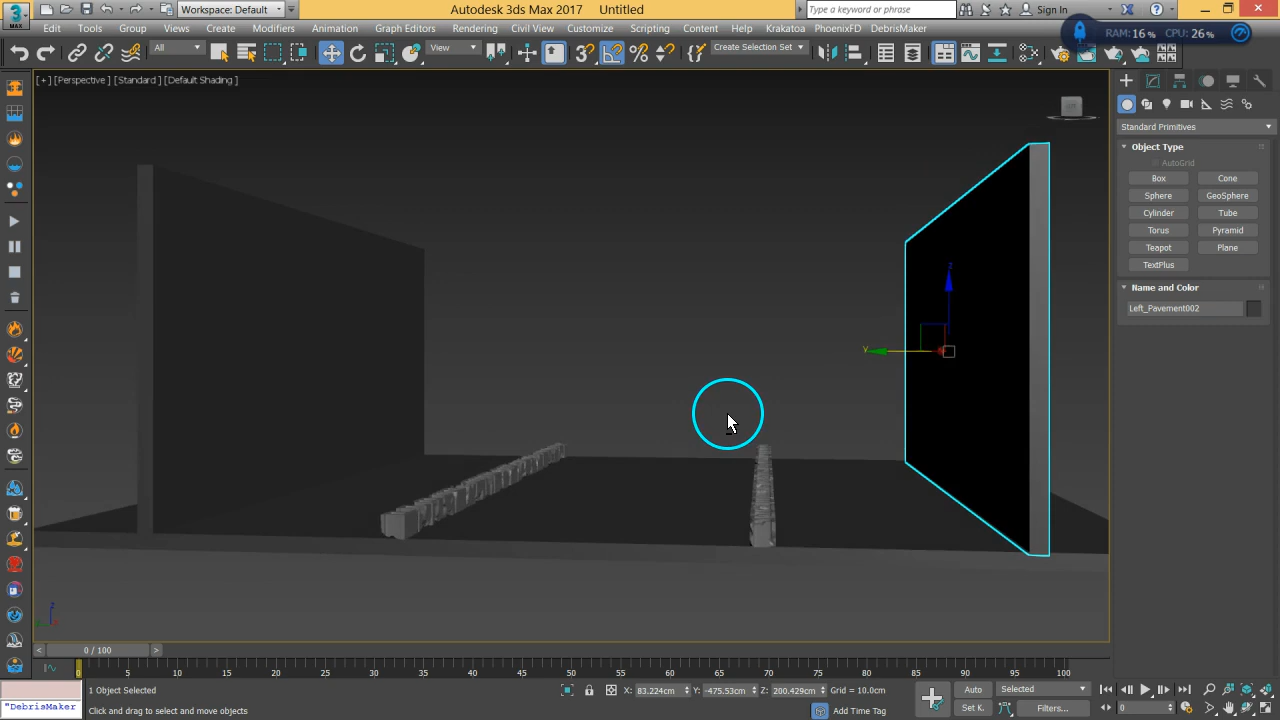 3
MAX
Workspace: Default
Autodesk 3ds Max 2017 Untitled
Type a keyword or phrase
Sign In
Edit Tools Group Views Create Modifiers Animation Graph Editors Rendering Civil View Customize Scripting Content Help Krakatoa PhoenixFD DebrisMaker
RAM: 16 % CPU: 26 %
All
View
Create Selection Set
[ + ] [Perspective ] [Standard ] [Default Shading ]
Standard Primitives
Object Type
AutoGrid
Box Cone
Sphere GeoSphere
Cylinder Tube
Torus Pyramid
Teapot Plane
TextPlus
Name and Color
Left_Pavement002
z
y
z
< 0 / 100 >
0 5 10 15 20 25 30 35 40 45 50 55 60 65 70 75 80 85 90 95 100
1 Object Selected
X: 83.224cm Y: -475.53cm Z: 200.429cm Grid = 10.0cm
Auto Selected
"DebrisMaker
Click and drag to select and move objects
Add Time Tag
Set K. Filters...
0